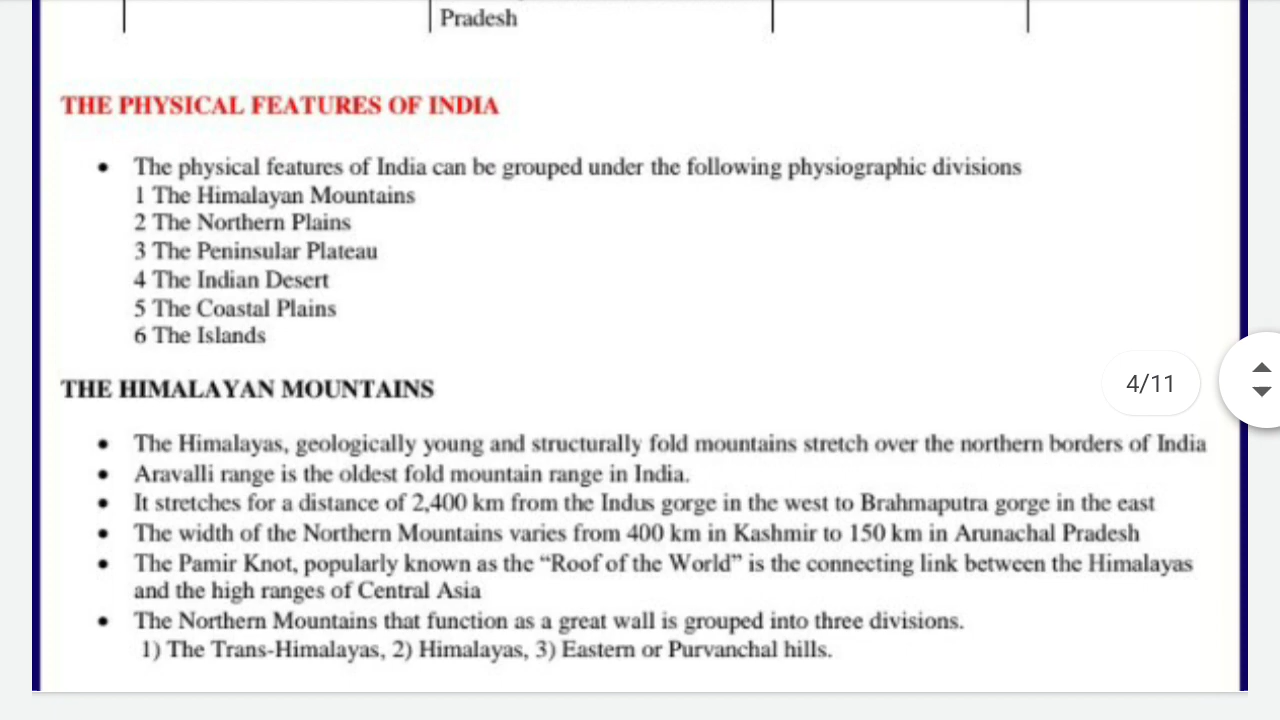 Pradesh
THE PHYSICAL FEATURES OF INDIA
• The physical features of India can be grouped under the following physiographic divisions
1 The Himalayan Mountains
2 The Northern Plains
3 The Peninsular Plateau
4 The Indian Desert
5 The Coastal Plains
6 The Islands
THE HIMALAYAN MOUNTAINS
4/11
• The Himalayas, geologically young and structurally fold mountains stretch over the northern borders of India
• Aravalli range is the oldest fold mountain range in India.
• It stretches for a distance of 2,400 km from the Indus gorge in the west to Brahmaputra gorge in the east
• The width of the Northern Mountains varies from 400 km in Kashmir to 150 km in Arunachal Pradesh
• The Pamir Knot, popularly known as the “Roof of the World” is the connecting link between the Himalayas
and the high ranges of Central Asia
• The Northern Mountains that function as a great wall is grouped into three divisions.
1) The Trans-Himalayas, 2) Himalayas, 3) Eastern or Purvanchal hills.